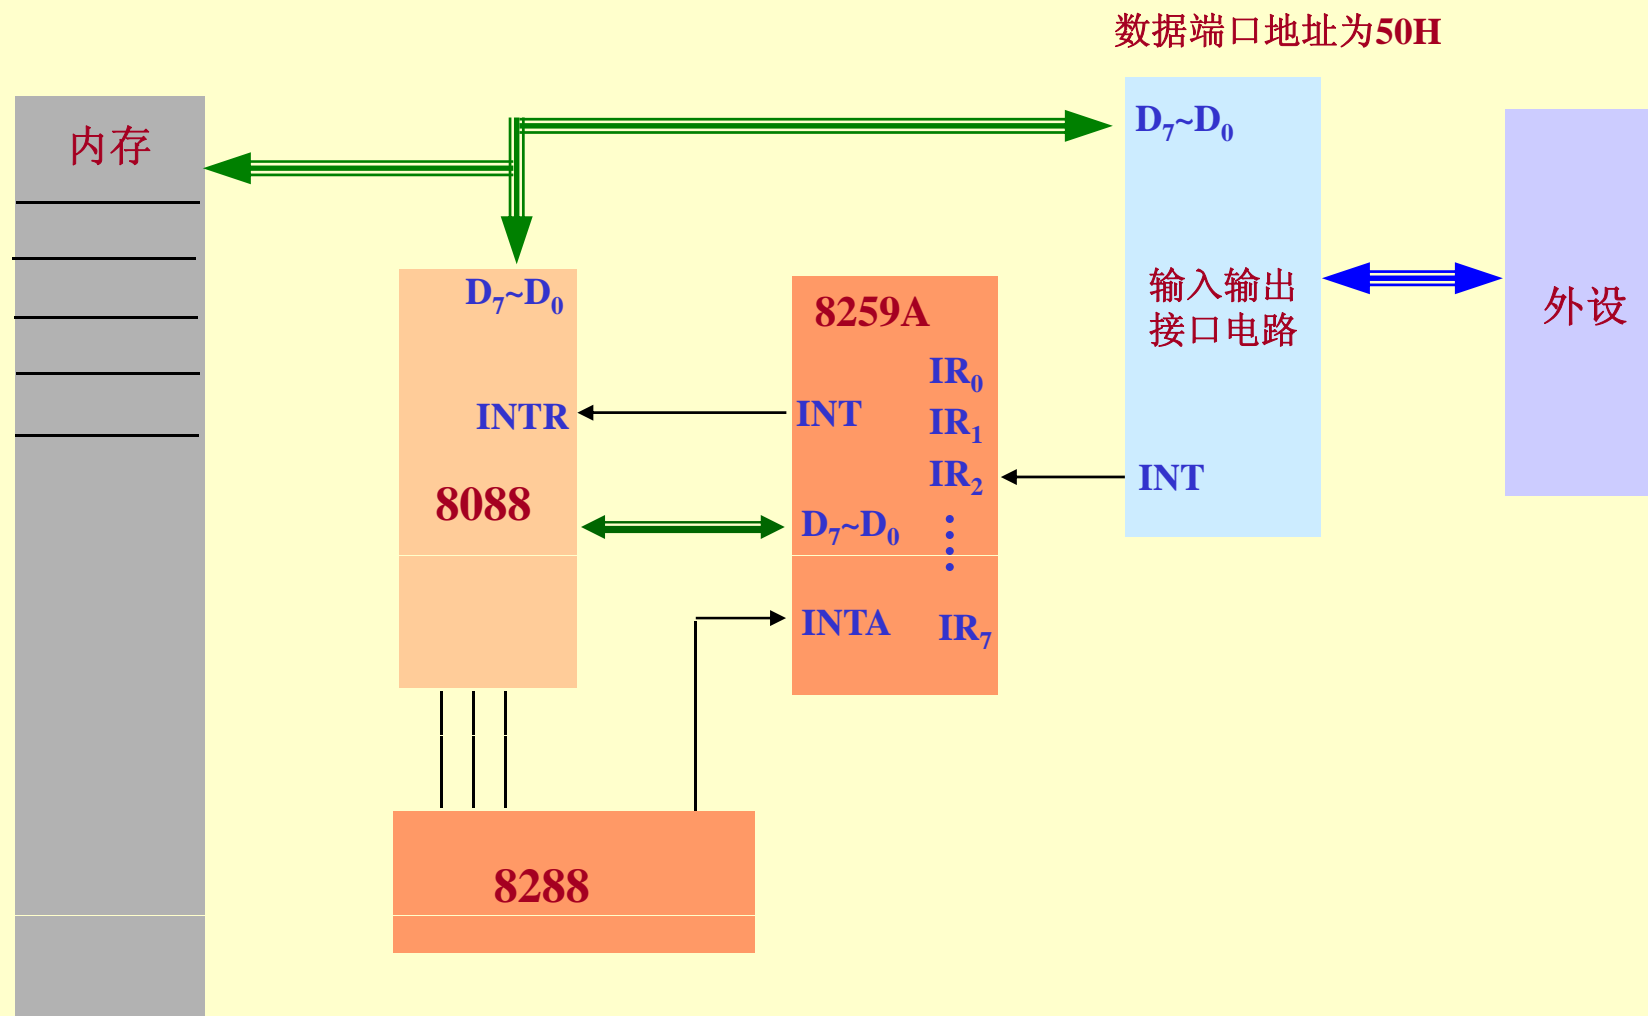 数据端口地址为50H
内存
D7~D0
D7~D0
8259A
输入输出
接口电路
外设
IR0
INTR
INT
IR1
IR2
INT
8088
D7~D0
INTA
IR7
8288